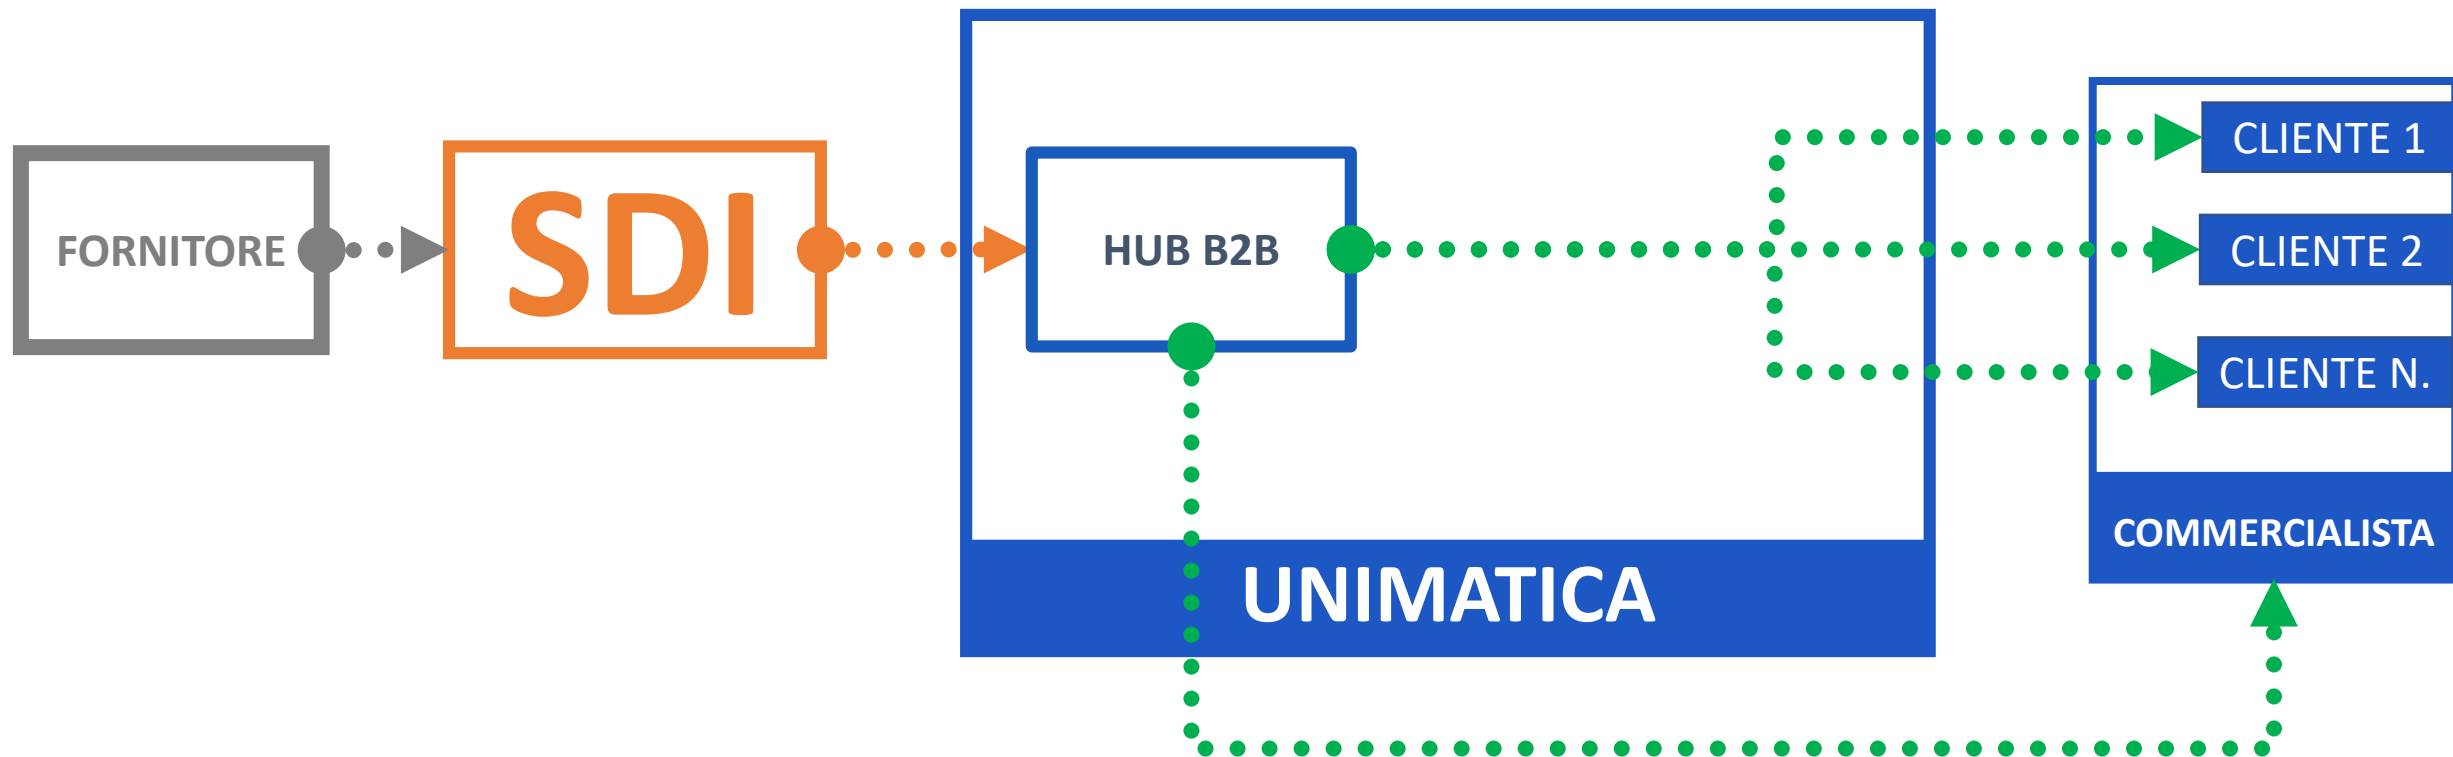 FORNITORE
SDI
HUB B2B
UNIMATICA
CLIENTE 1
CLIENTE 2
CLIENTE N.
COMMERCIALISTA